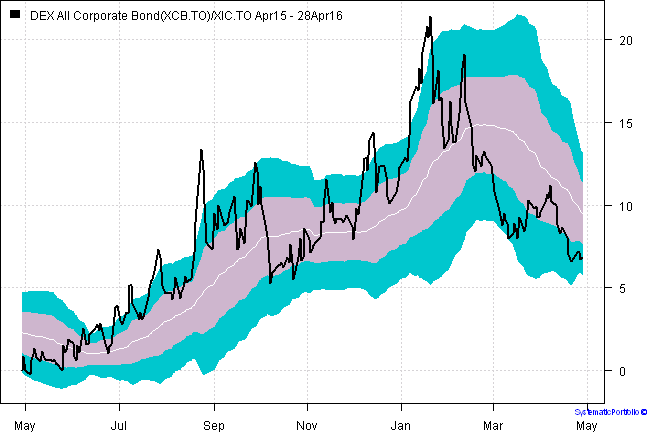 DEX All Corporate Bond(XCB.TO)/XIC.TO Apr15 - 28Apr16
20
15
10
5
0
May Jul Sep Nov Jan Mar May
SystematicPortfolio ©